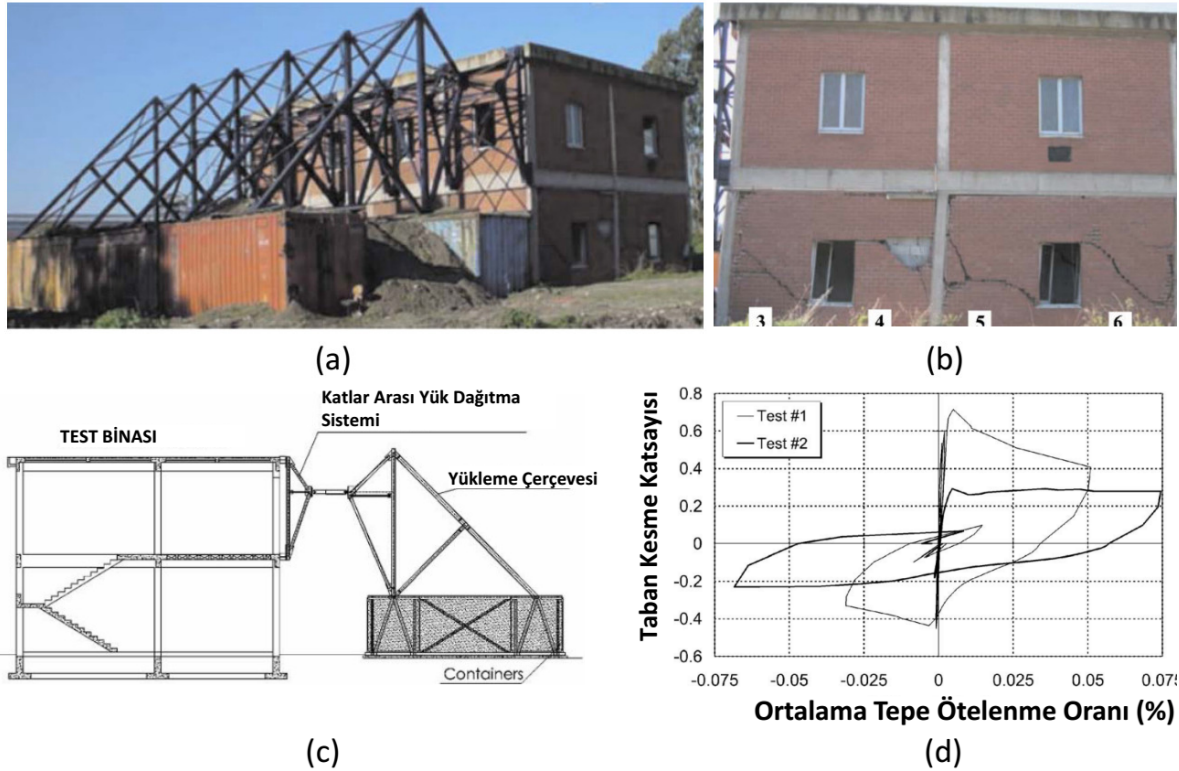 (a)
3 4 5 6
(b)
TEST BİNASI
Katlar Arası Yük Dağıtma
Sistemi
Yükleme Çerçevesi
Containers
(c)
Taban Kesme Katsayısı
0.8
0.6
0.4
0.2
0
-0.2
-0.4
-0.6
Test #1
Test #2
-0.075 -0.025 0 0.025 0.05 0.075
Ortalama Tepe Ötelenme Oranı (%)
(d)